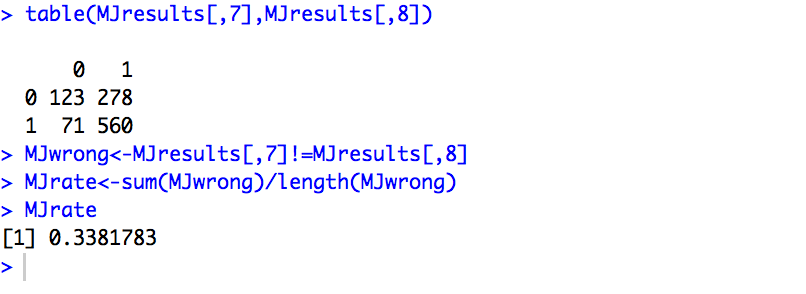 > table(MJresults[,7],MJresults[,8])
0 1
0 123 278
1 71 560
> MJwrong<-MJresults[,7]!=MJresults[,8]
> MJrate<-sum(MJwrong)/length(MJwrong)
> MJrate
[1] 0.3381783
>